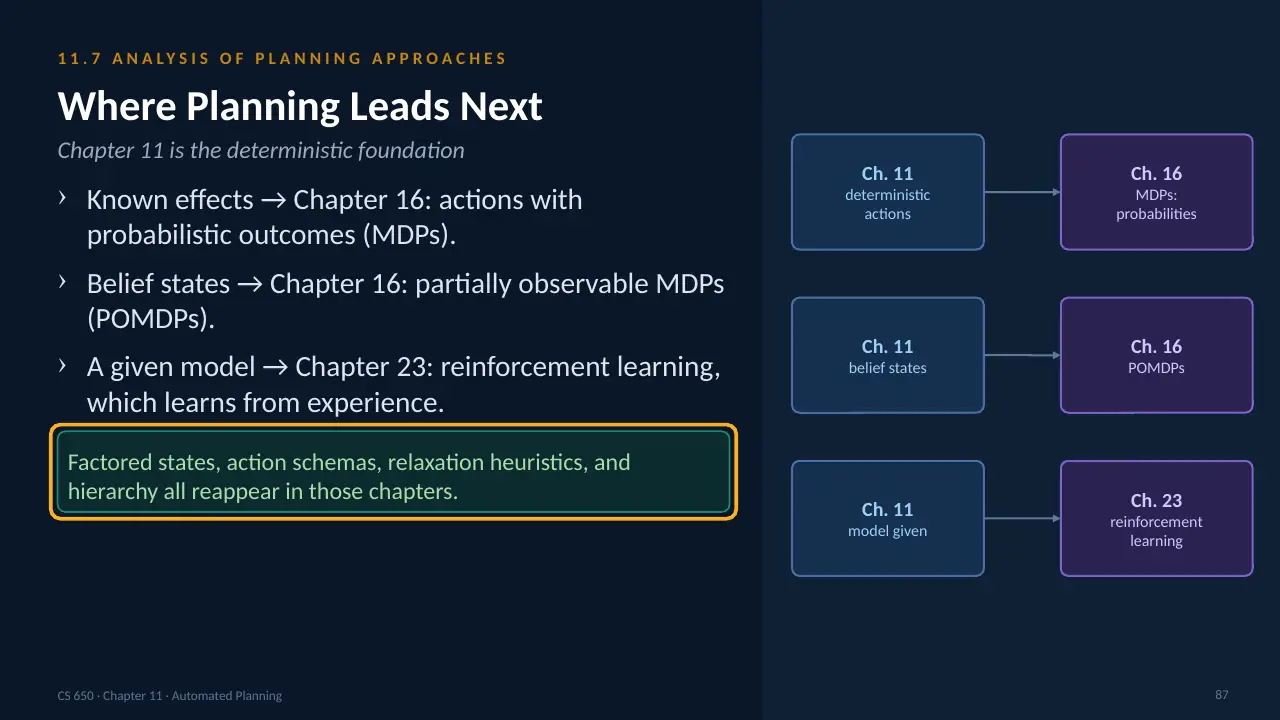 11.7 ANALYSIS OF PLANNING APPROACHES
Where Planning Leads Next
Chapter 11 is the deterministic foundation
› Known effects → Chapter 16: actions with
probabilistic outcomes (MDPs).
› Belief states → Chapter 16: partially observable MDPs
(POMDPs).
› A given model → Chapter 23: reinforcement learning,
which learns from experience.
Factored states, action schemas, relaxation heuristics, and
hierarchy all reappear in those chapters.
Ch. 11
deterministic
actions
Ch. 16
MDPs:
probabilities
Ch. 11
belief states
Ch. 16
POMDPs
Ch. 11
model given
Ch. 23
reinforcement
learning
CS 650 · Chapter 11 · Automated Planning
87